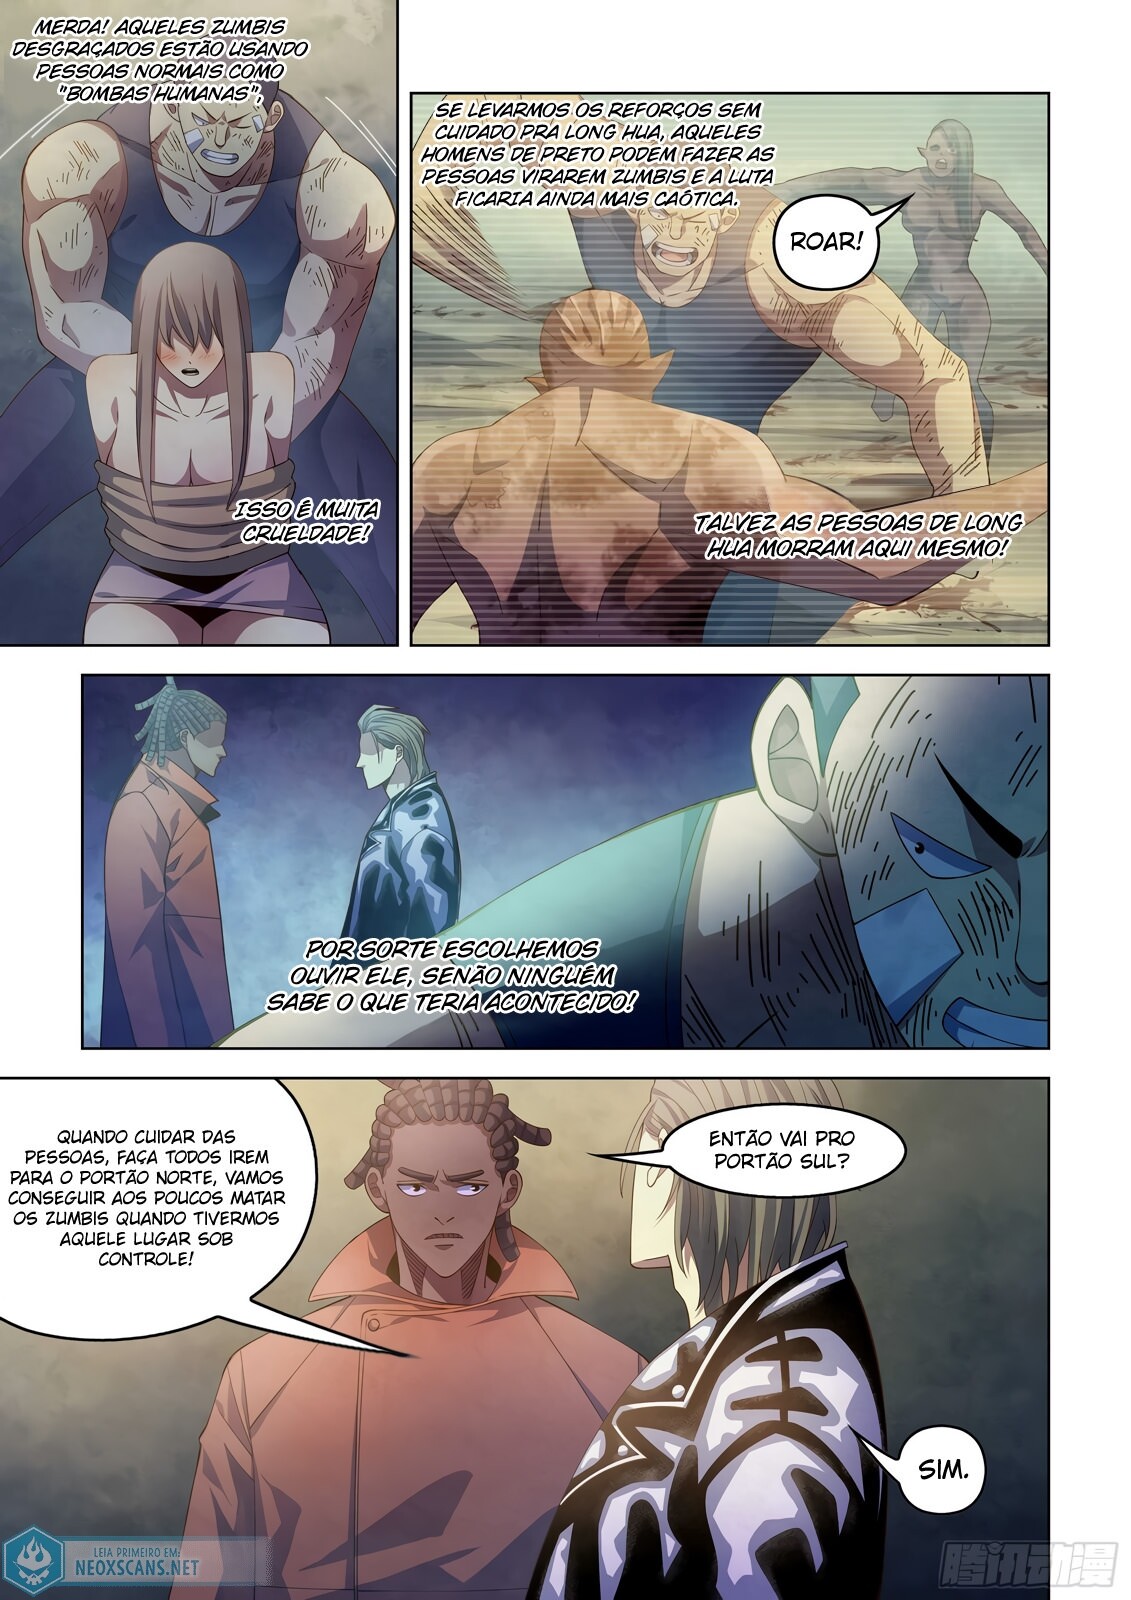 MERDA! AQUELES ZUMBIS
DESGRAÇADOS ESTÃO USANDO
PESSOAS NORMAIS COMO
"BOMBAS HUMANAS",
ISSO É MUITA
CRUELDADE!
SE LEVARMOS OS REFORÇOS SEM
CUIDADO PRA LONG HUA, AQUELES
HOMENS DE PRETO PODEM FAZER AS
PESSOAS VIRAREM ZUMBIS E A LUTA
FICARIA AINDA MAIS CAÓTICA.
ROAR!
TALVEZ AS PESSOAS DE LONG
HUA MORRAM AQUI MESMO!
POR SORTE ESCOLHEMOS
OUVIR ELE, SENÃO NINGUÉM
SABE O QUE TERIA ACONTECIDO!
QUANDO CUIDAR DAS
PESSOAS, FAÇA TODOS IREM
PARA O PORTÃO NORTE, VAMOS
CONSEGUIR AOS POUCOS MATAR
OS ZUMBIS QUANDO TIVERMOS
AQUELE LUGAR SOB
CONTROLE!
ENTÃO VAI PRO
PORTÃO SUL?
SIM.
LEIA PRIMEIRO EM:
NEOXSCANS.NET
腾讯动漫